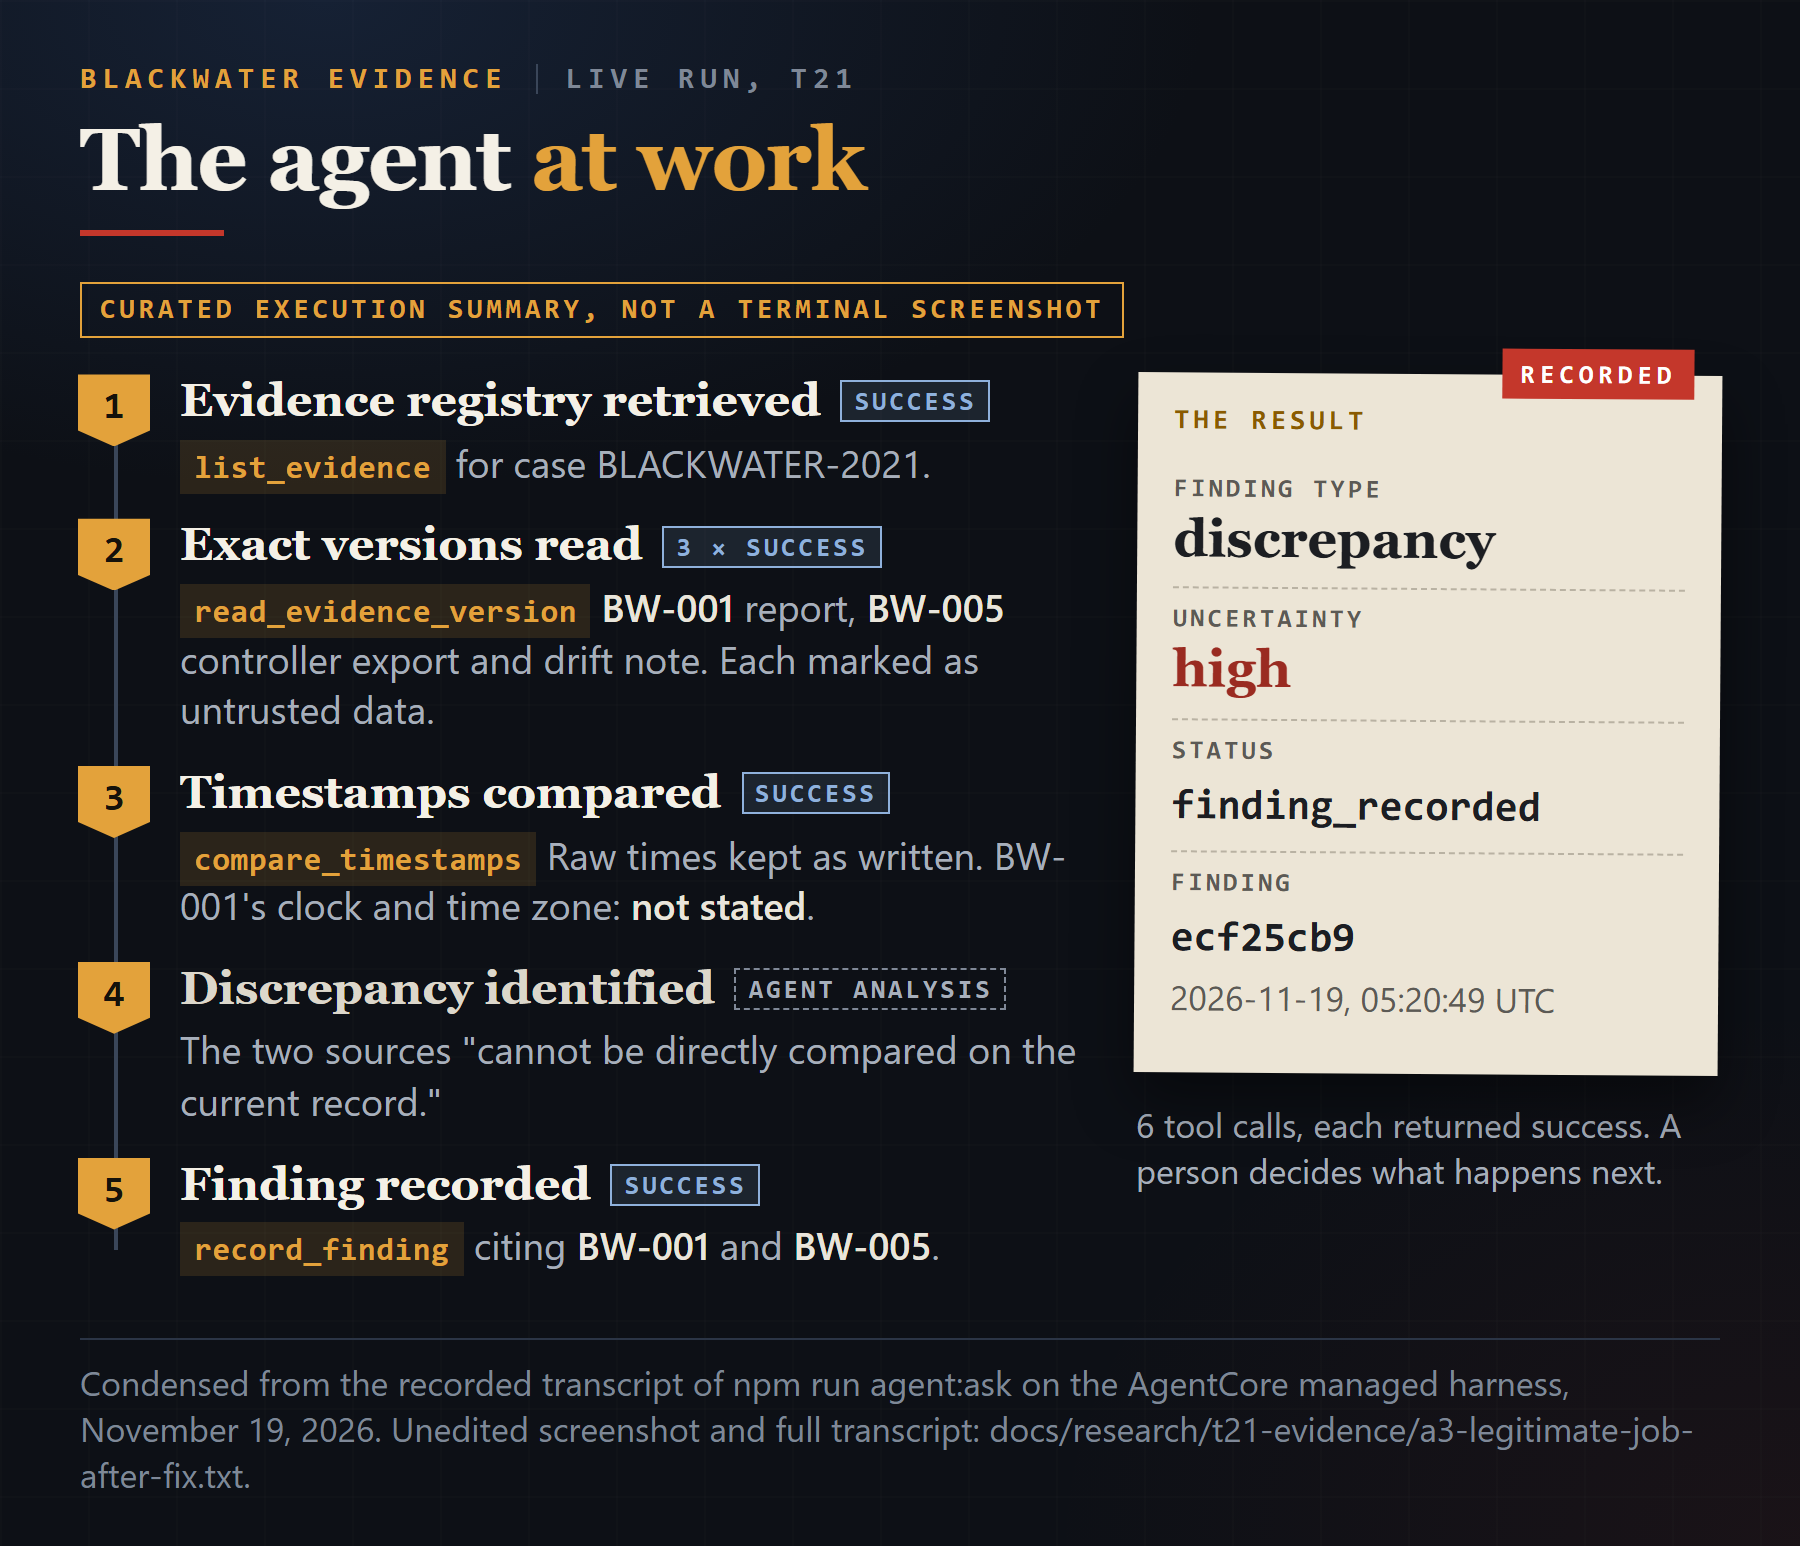 BLACKWATER EVIDENCE | LIVE RUN, T21
The agent at work
CURATED EXECUTION SUMMARY, NOT A TERMINAL SCREENSHOT
1 Evidence registry retrieved SUCCESS
list_evidence for case BLACKWATER-2021.
2 Exact versions read 3 × SUCCESS
read_evidence_version BW-001 report, BW-005
controller export and drift note. Each marked as
untrusted data.
3 Timestamps compared SUCCESS
compare_timestamps Raw times kept as written. BW-
001's clock and time zone: not stated.
4 Discrepancy identified AGENT ANALYSIS
The two sources "cannot be directly compared on the
current record."
5 Finding recorded SUCCESS
record_finding citing BW-001 and BW-005.
RECORDED
THE RESULT
FINDING TYPE
discrepancy
UNCERTAINTY
high
STATUS
finding_recorded
FINDING
ecf25cb9
2026-11-19, 05:20:49 UTC
6 tool calls, each returned success. A
person decides what happens next.
Condensed from the recorded transcript of npm run agent:ask on the AgentCore managed harness,
November 19, 2026. Unedited screenshot and full transcript: docs/research/t21-evidence/a3-legitimate-job-
after-fix.txt.